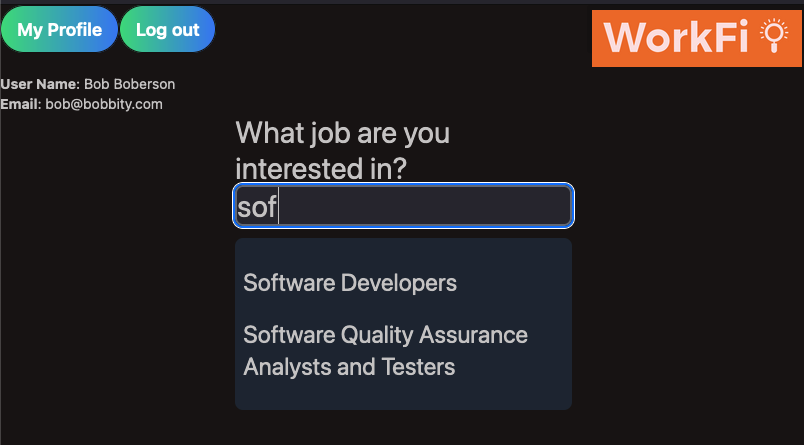 My Profile
Log out
WorkFi
User Name: Bob Boberson
Email: bob@bobbity.com
What job are you
interested in?
sof
Software Developers
Software Quality Assurance
Analysts and Testers